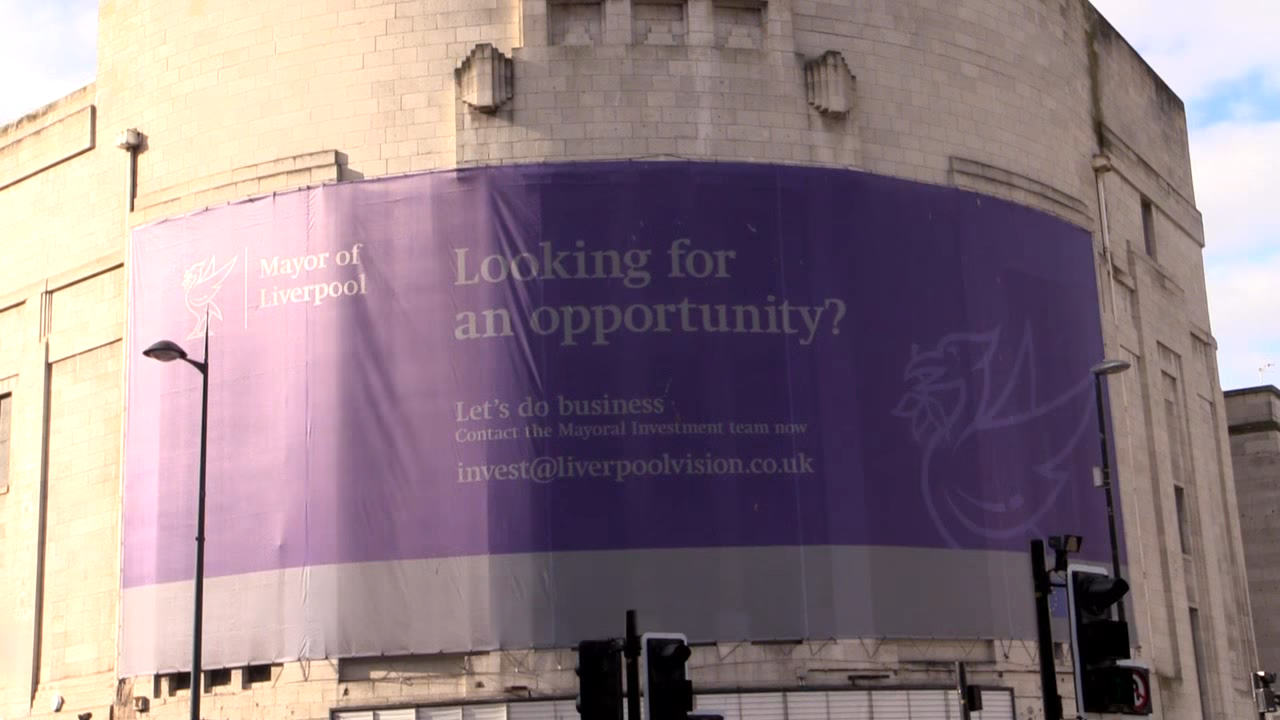 Mayor of
Liverpool
Looking for
an opportunity?
Let's do business
Contact the Mayoral Investment team now
invest@liverpoolvision.co.uk